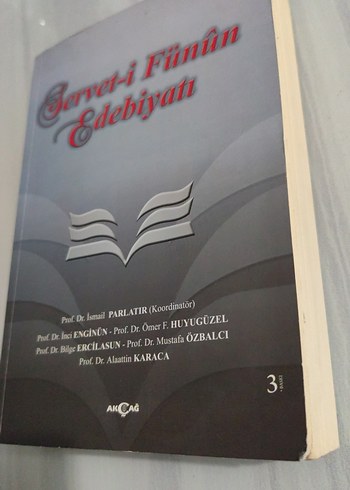 Servet-i Fünûn
Edebiyatı
Prof. Dr. İsmail PARLATIR (Koordinatör)
Prof. Dr. İnci ENGİNÜN - Prof. Dr. Ömer F. HUYUGÜZEL
Prof. Dr. Bilge ERCİLASUN - Prof. Dr. Mustafa ÖZBALCI
Prof. Dr. Alaattin KARACA
AKÇAĞ
3. BASKI